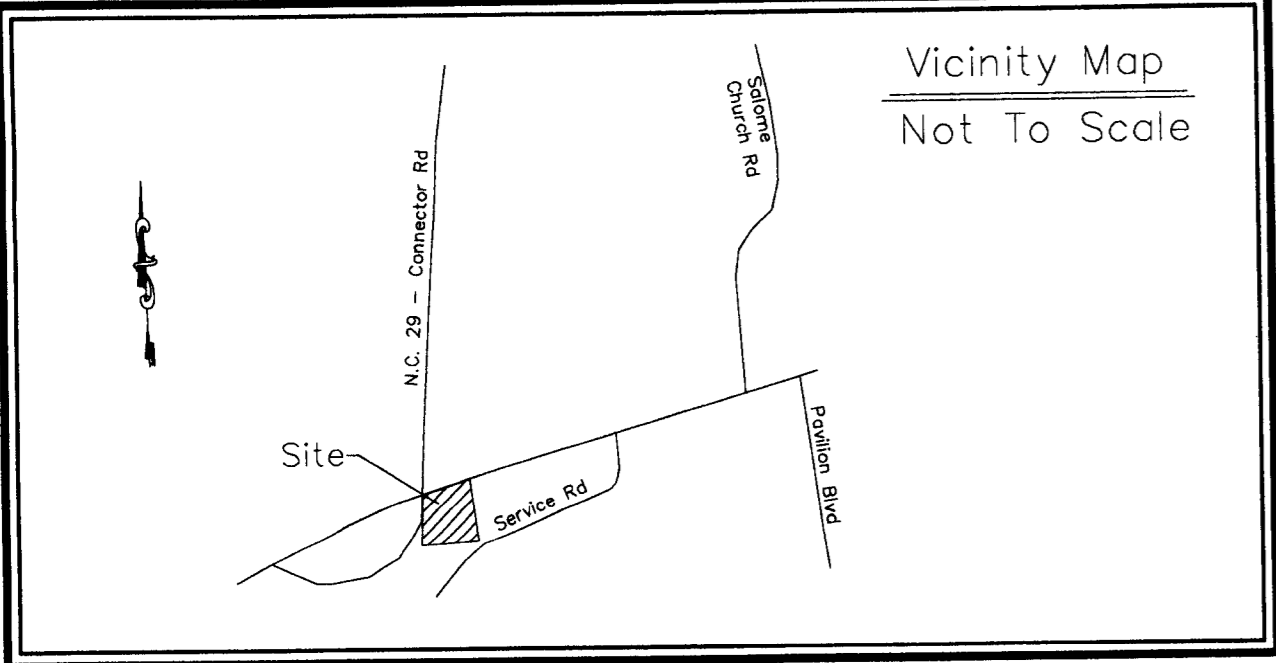 Vicinity Map
Not To Scale
Salome
Church Rd
N.C. 29 - Connector Rd
Site
Service Rd
Pavilion Blvd